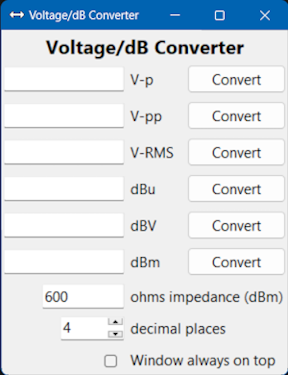 Voltage/dB Converter
Voltage/dB Converter
V-p Convert
V-pp Convert
V-RMS Convert
dBu Convert
dBV Convert
dBm Convert
600 ohms impedance (dBm)
4 decimal places
Window always on top